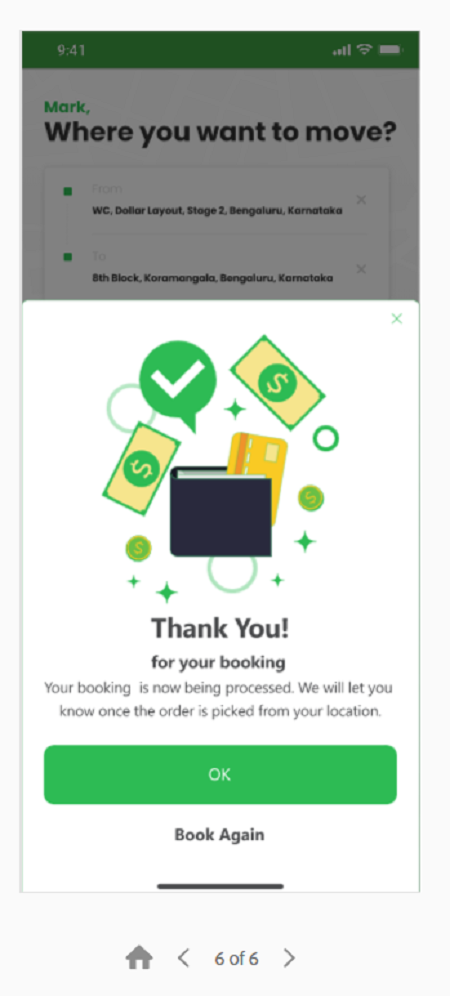 9:41
Mark,
Where you want to move?
From
WC, Dollar Layout, Stage 2, Bengaluru, Karnataka
To
8th Block, Koramangala, Bengaluru, Karnataka
$
$
$
$
Thank You!
for your booking
Your booking is now being processed. We will let you
know once the order is picked from your location.
OK
Book Again
6 of 6